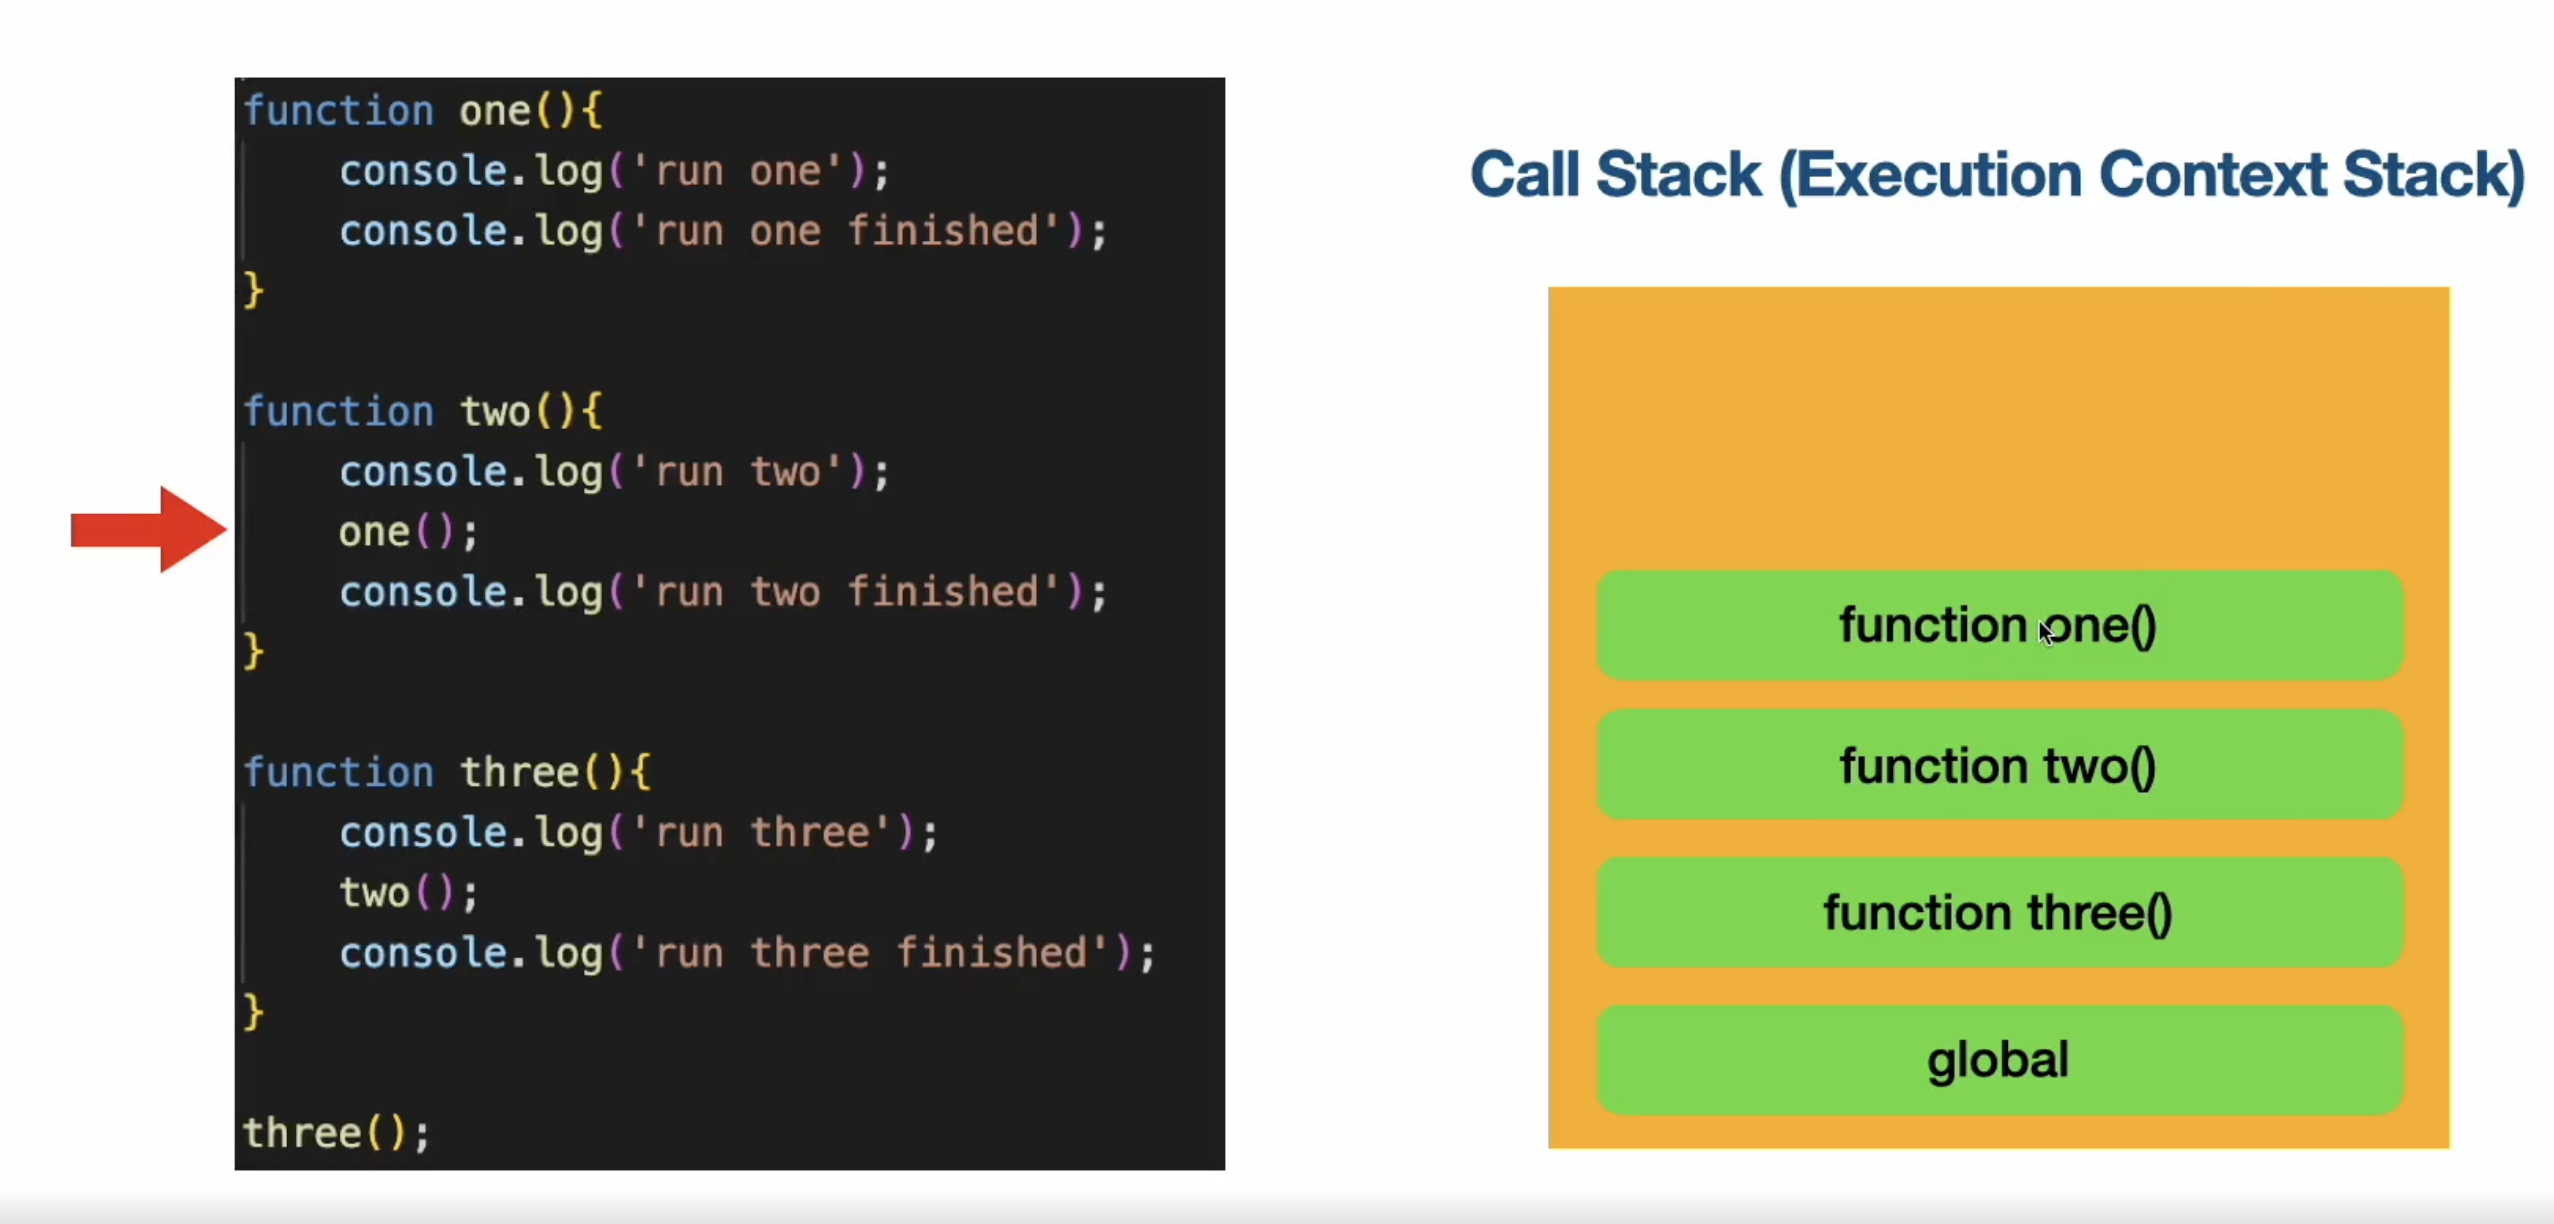 function one(){
    console.log('run one');
    console.log('run one finished');
}
function two(){
    console.log('run two');
    one();
    console.log('run two finished');
}
function three(){
    console.log('run three');
    two();
    console.log('run three finished');
}
three();
Call Stack (Execution Context Stack)
function one()
function two()
function three()
global